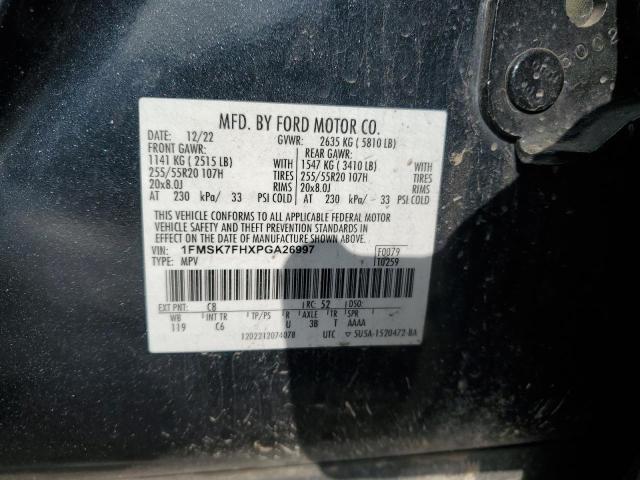 MFD. BY FORD MOTOR CO.
DATE: 12/22 GVWR: 2635 KG ( 5810 LB)
FRONT GAWR: REAR GAWR:
1141 KG ( 2515 LB) WITH 1547 KG ( 3410 LB) WITH
255/55R20 107H TIRES 255/55R20 107H TIRES
20x8.0J RIMS 20x8.0J RIMS
AT 230 kPa/ 33 PSI COLD AT 230 kPa/ 33 PSI COLD
THIS VEHICLE CONFORMS TO ALL APPLICABLE FEDERAL MOTOR
VEHICLE SAFETY AND THEFT PREVENTION STANDARDS IN
EFFECT ON THE DATE OF MANUFACTURE SHOWN ABOVE.
VIN: 1FMSK7FHXPGA26997 F0079
TYPE: MPV T0259
EXT PNT: C8 RC: 52 DSO:
WB INT TR TP/PS R AXLE TR SPR
119 C6 U 3B T AAAA
1202212074078 UTC ▽ 5U5A-1520472-BA